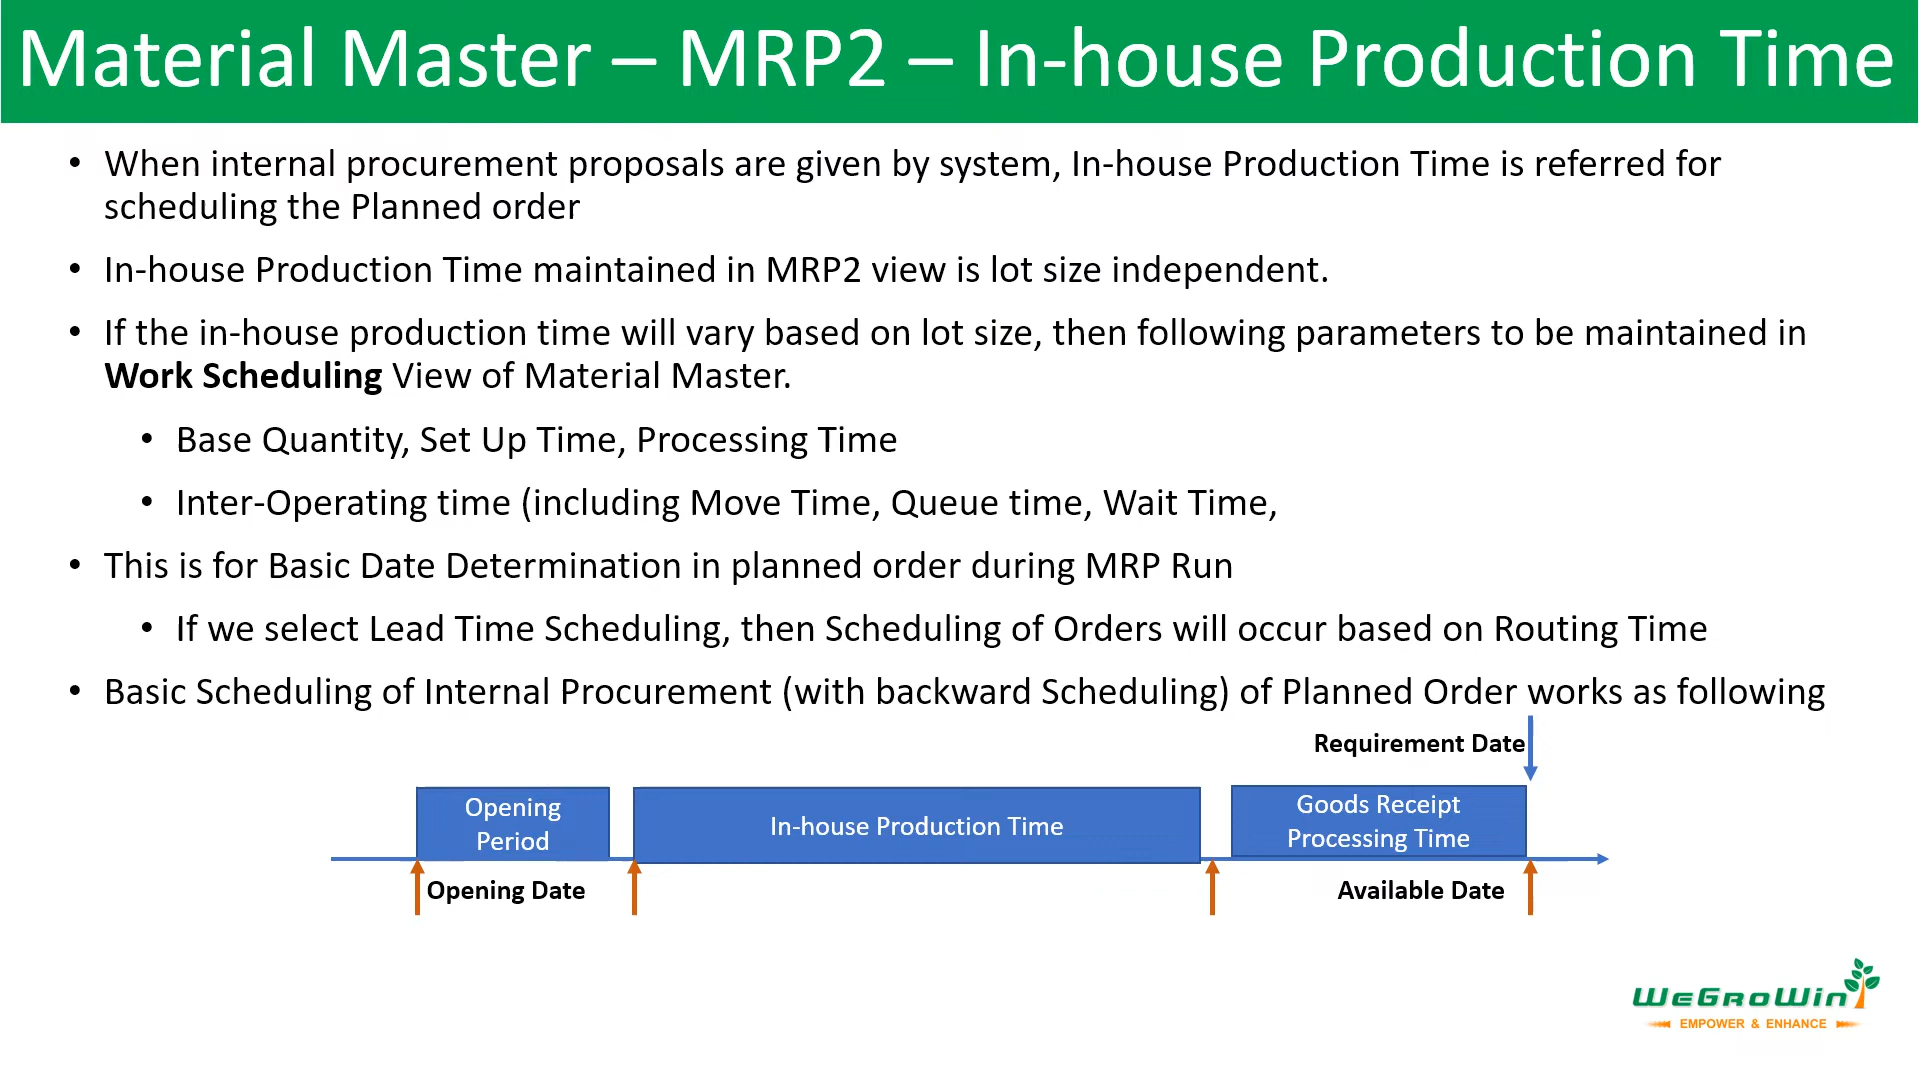 Material Master – MRP2 – In-house Production Time
• When internal procurement proposals are given by system, In-house Production Time is referred for
scheduling the Planned order
• In-house Production Time maintained in MRP2 view is lot size independent.
• If the in-house production time will vary based on lot size, then following parameters to be maintained in
Work Scheduling View of Material Master.
• Base Quantity, Set Up Time, Processing Time
• Inter-Operating time (including Move Time, Queue time, Wait Time,
• This is for Basic Date Determination in planned order during MRP Run
• If we select Lead Time Scheduling, then Scheduling of Orders will occur based on Routing Time
• Basic Scheduling of Internal Procurement (with backward Scheduling) of Planned Order works as following
Requirement Date
Opening
Period
In-house Production Time
Goods Receipt
Processing Time
Opening Date
Available Date
WeGroWin
EMPOWER & ENHANCE